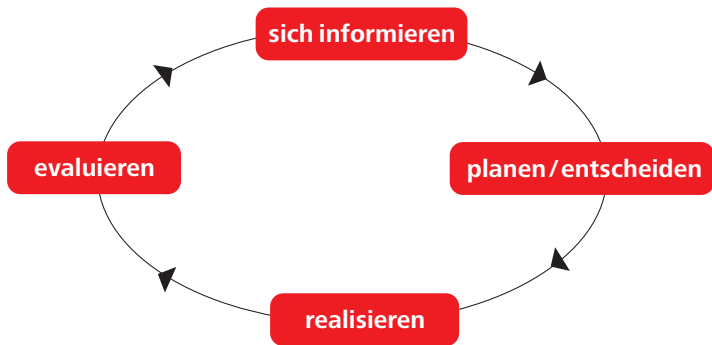 sich informieren
evaluieren
planen/entscheiden
realisieren